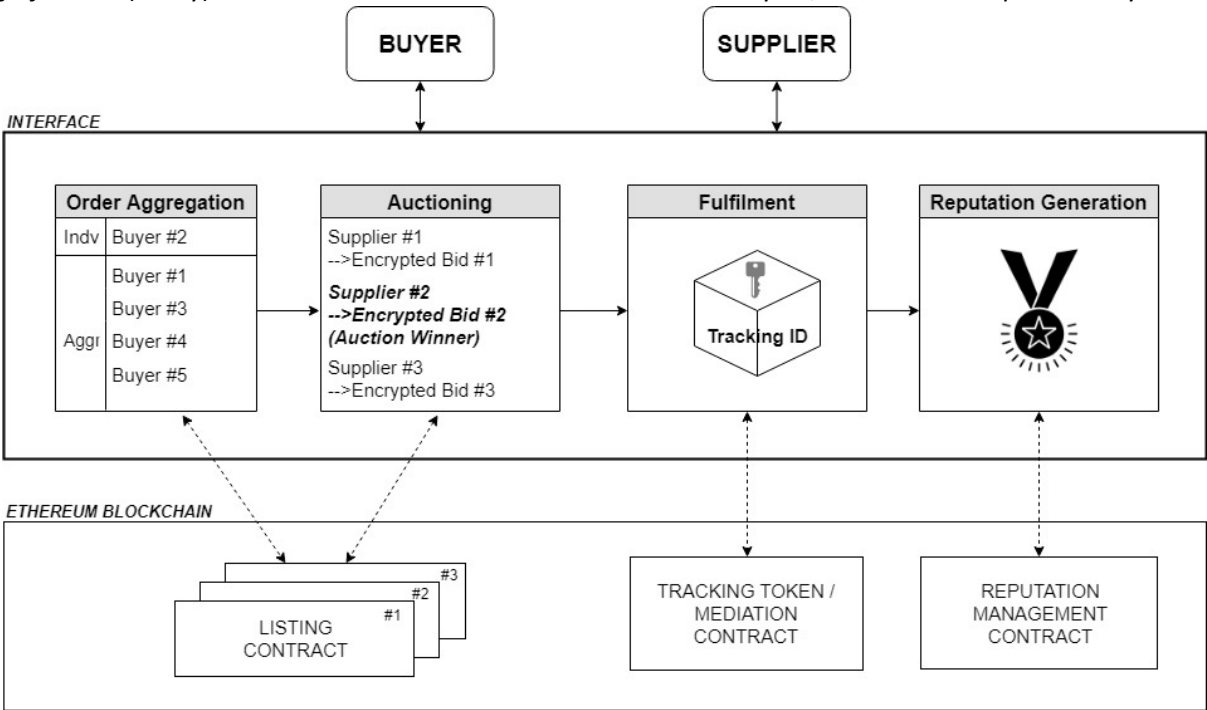 BUYER
SUPPLIER
INTERFACE
Order Aggregation
Indv
Buyer #2
Aggr
Buyer #1
Buyer #3
Buyer #4
Buyer #5
Auctioning
Supplier #1
-->Encrypted Bid #1
Supplier #2
-->Encrypted Bid #2
(Auction Winner)
Supplier #3
-->Encrypted Bid #3
Fulfilment
Tracking ID
Reputation Generation
ETHEREUM BLOCKCHAIN
#3
#2
#1
LISTING
CONTRACT
TRACKING TOKEN /
MEDIATION
CONTRACT
REPUTATION
MANAGEMENT
CONTRACT